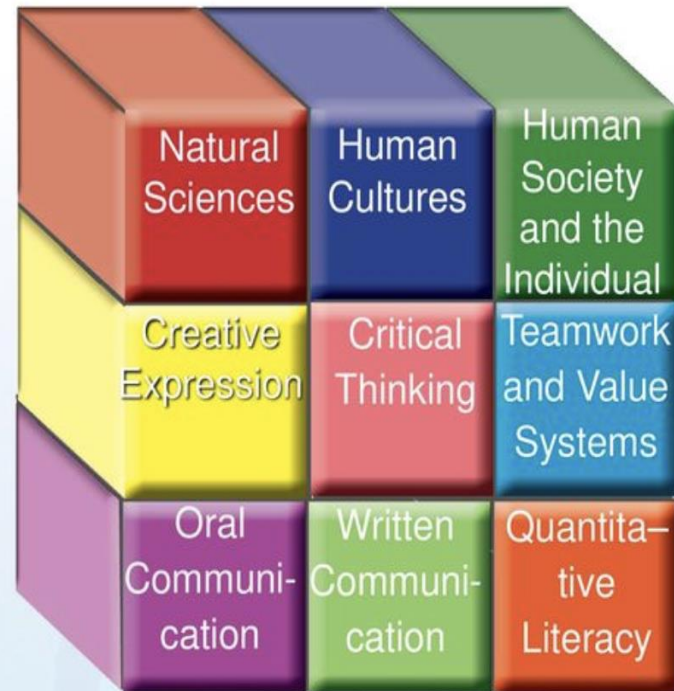 Natural
Sciences
Human
Cultures
Human
Society
and the
Individual
Creative
Expression
Critical
Thinking
Teamwork
and Value
Systems
Oral
Communi-
cation
Written
Communi-
cation
Quantita–
tive
Literacy